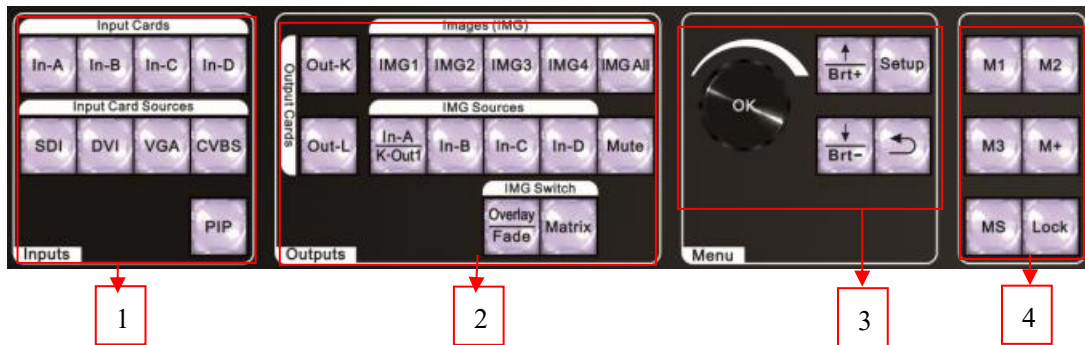 Input Cards
In-A In-B In-C In-D
Input Card Sources
SDI DVI VGA CVBS
PIP
Inputs
Output Cards
Images (IMG)
Out-K IMG1 IMG2 IMG3 IMG4 IMG All
IMG Sources
Out-L In-A In-B In-C In-D Mute
K-Out1
IMG Switch
Overlay Matrix
Fade
Outputs
OK
Brt+ Setup
Brt-
Menu
M1 M2
M3 M+
MS Lock
1 2 3 4